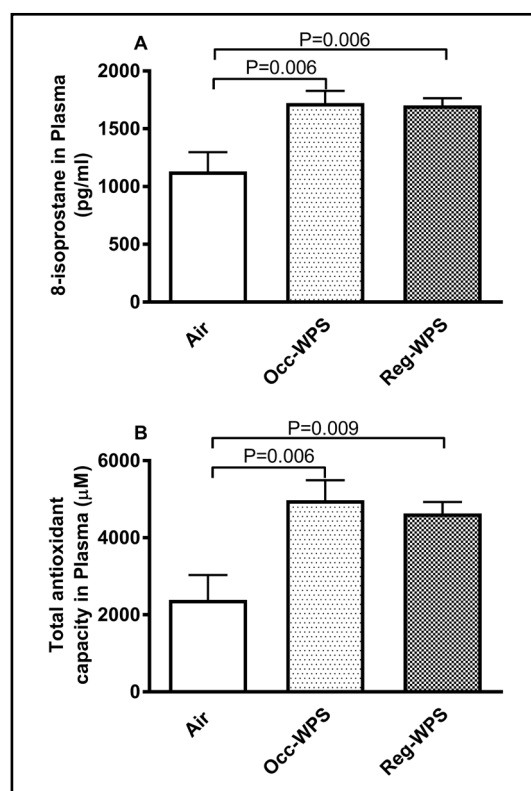 A
P=0.006
P=0.006
8-isoprostane in Plasma
(pg/ml)
2000
1500
1000
500
0
Air
Occ-WPS
Reg-WPS
B
P=0.009
P=0.006
Total antioxidant
capacity in Plasma (μM)
6000
4000
2000
0
Air
Occ-WPS
Reg-WPS